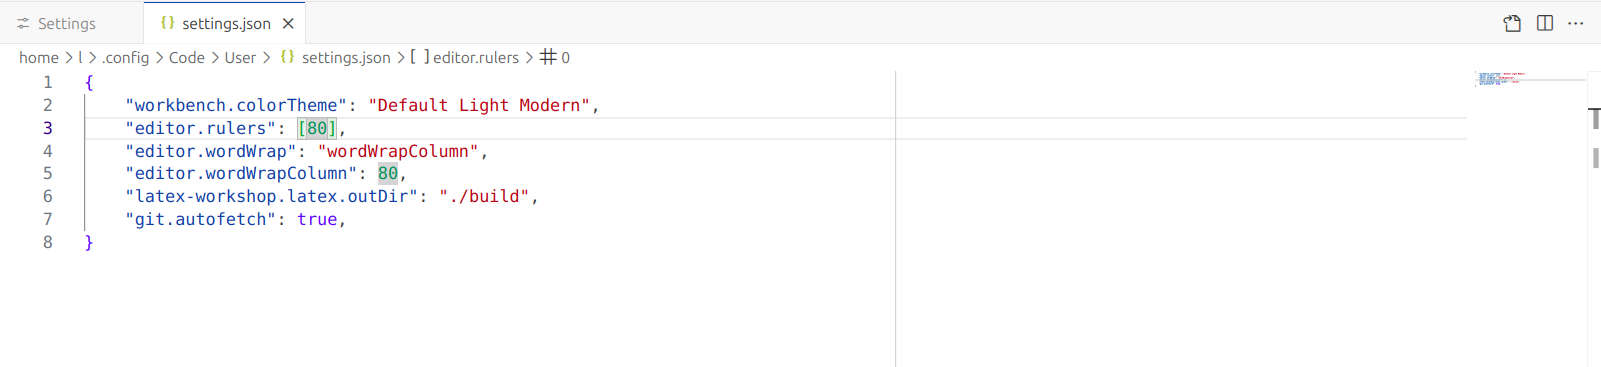 Settings
{} settings.json ×
home > l > .config > Code > User > {} settings.json > [ ] editor.rulers > # 0
1 {
2 "workbench.colorTheme": "Default Light Modern",
3 "editor.rulers": [80],
4 "editor.wordWrap": "wordWrapColumn",
5 "editor.wordWrapColumn": 80,
6 "latex-workshop.latex.outDir": "./build",
7 "git.autofetch": true,
8 }